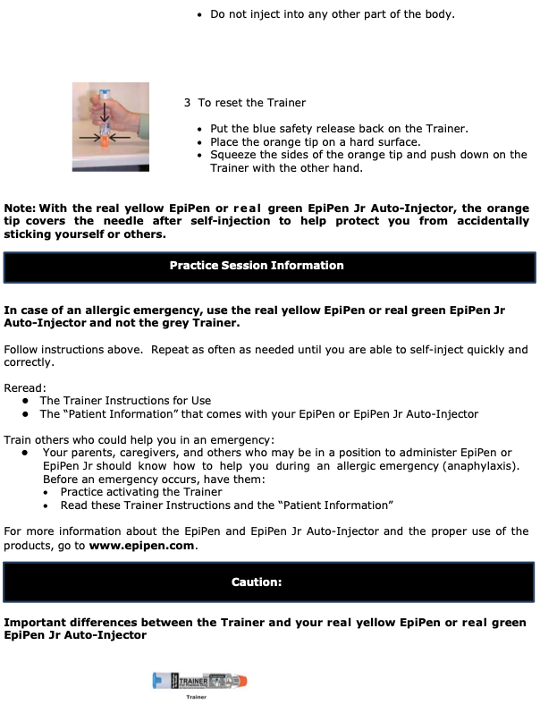 • Do not inject into any other part of the body.
3 To reset the Trainer
• Put the blue safety release back on the Trainer.
• Place the orange tip on a hard surface.
• Squeeze the sides of the orange tip and push down on the
Trainer with the other hand.
Note: With the real yellow EpiPen or real green EpiPen Jr Auto-Injector, the orange
tip covers the needle after self-injection to help protect you from accidentally
sticking yourself or others.
Practice Session Information
In case of an allergic emergency, use the real yellow EpiPen or real green EpiPen Jr
Auto-Injector and not the grey Trainer.
Follow instructions above. Repeat as often as needed until you are able to self-inject quickly and
correctly.
Reread:
● The Trainer Instructions for Use
● The “Patient Information” that comes with your EpiPen or EpiPen Jr Auto-Injector
Train others who could help you in an emergency:
● Your parents, caregivers, and others who may be in a position to administer EpiPen or
EpiPen Jr should know how to help you during an allergic emergency (anaphylaxis).
Before an emergency occurs, have them:
• Practice activating the Trainer
• Read these Trainer Instructions and the “Patient Information”
For more information about the EpiPen and EpiPen Jr Auto-Injector and the proper use of the
products, go to www.epipen.com.
Caution:
Important differences between the Trainer and your real yellow EpiPen or real green
EpiPen Jr Auto-Injector
TRAINER
Trainer